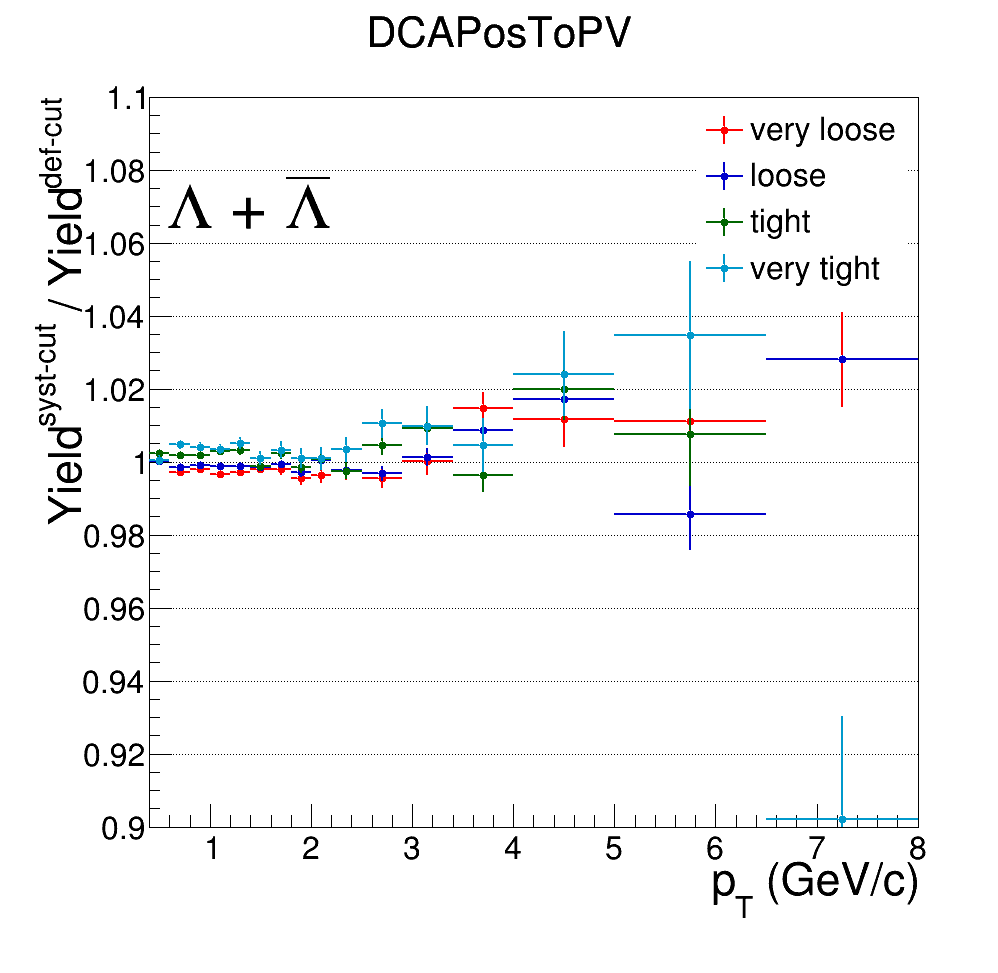 DCAPosToPV
Yield^syst-cut / Yield^def-cut
1.1
1.08
1.06
1.04
1.02
1
0.98
0.96
0.94
0.92
0.9
Λ + Λ̅
very loose
loose
tight
very tight
1 2 3 4 5 6 7 8
p_T (GeV/c)